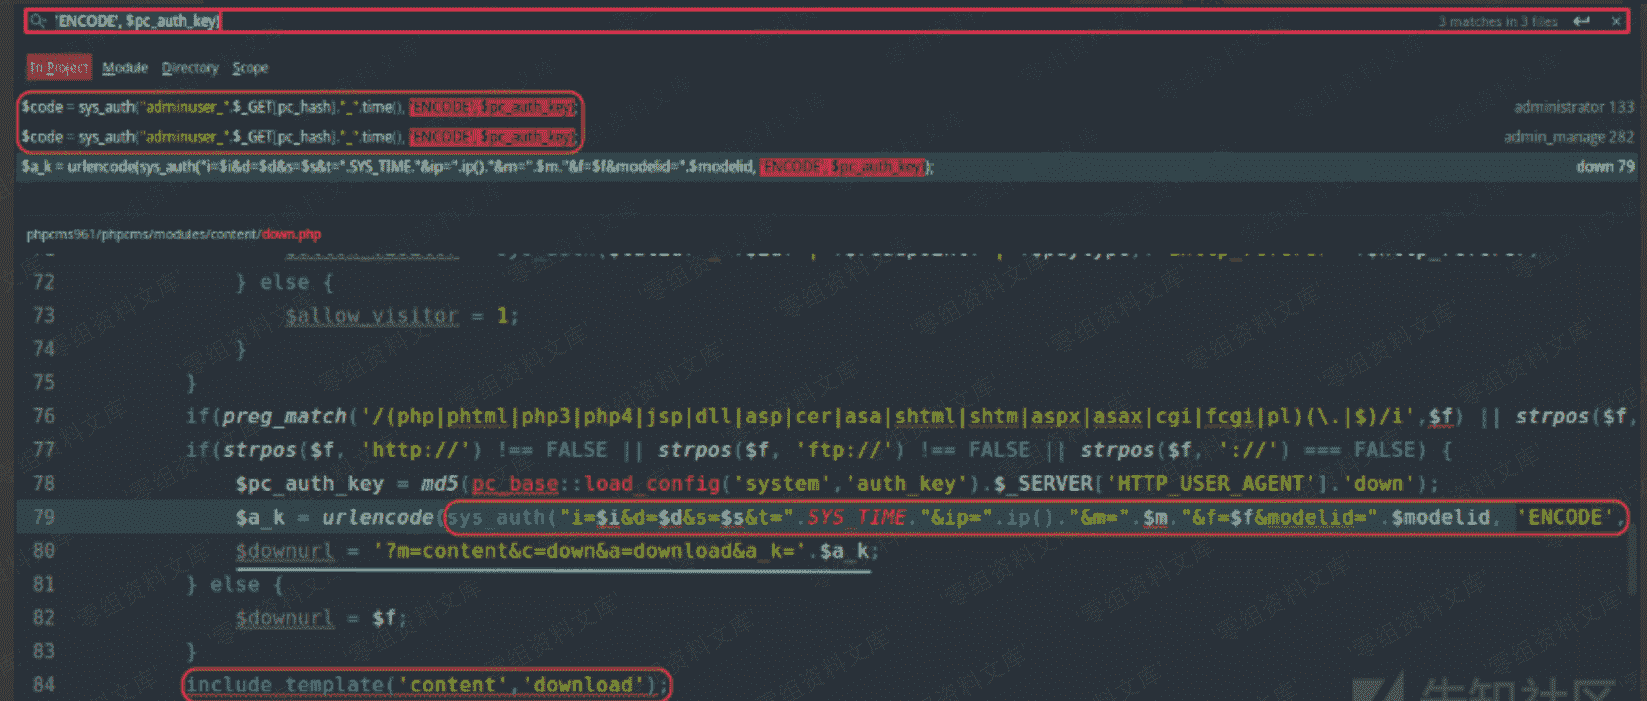 'ENCODE', $pc_auth_key)
3 matches in 3 files
In Project Module Directory Scope
$code = sys_auth("adminuser_".$_GET[pc_hash]."_".time(), 'ENCODE', $pc_auth_key);
administrator 133
$code = sys_auth("adminuser_".$_GET[pc_hash]."_".time(), 'ENCODE', $pc_auth_key);
admin_manage 282
$a_k = urlencode(sys_auth("i=$i&d=$d&s=$s&t=".SYS_TIME."&ip=".ip()."&m=".$m."&f=$f&modelid=".$modelid, 'ENCODE', $pc_auth_key));
down 79
phpcms961/phpcms/modules/content/down.php
72 } else {
73 $allow_visitor = 1;
74 }
75 }
76 if(preg_match('/(php|phtml|php3|php4|jsp|dll|asp|cer|asa|shtml|shtm|aspx|asax|cgi|fcgi|pl)(\.|$)/i',$f) || strpos($f,
77 if(strpos($f, 'http://') !== FALSE || strpos($f, 'ftp://') !== FALSE || strpos($f, '://') === FALSE) {
78 $pc_auth_key = md5(pc_base::load_config('system','auth_key').$_SERVER['HTTP_USER_AGENT'].'down');
79 $a_k = urlencode(sys_auth("i=$i&d=$d&s=$s&t=".SYS_TIME."&ip=".ip()."&m=".$m."&f=$f&modelid=".$modelid, 'ENCODE',
80 $downurl = '?m=content&c=down&a=download&a_k='.$a_k;
81 } else {
82 $downurl = $f;
83 }
84 include template('content','download');
先知社区
'零组资料文库'